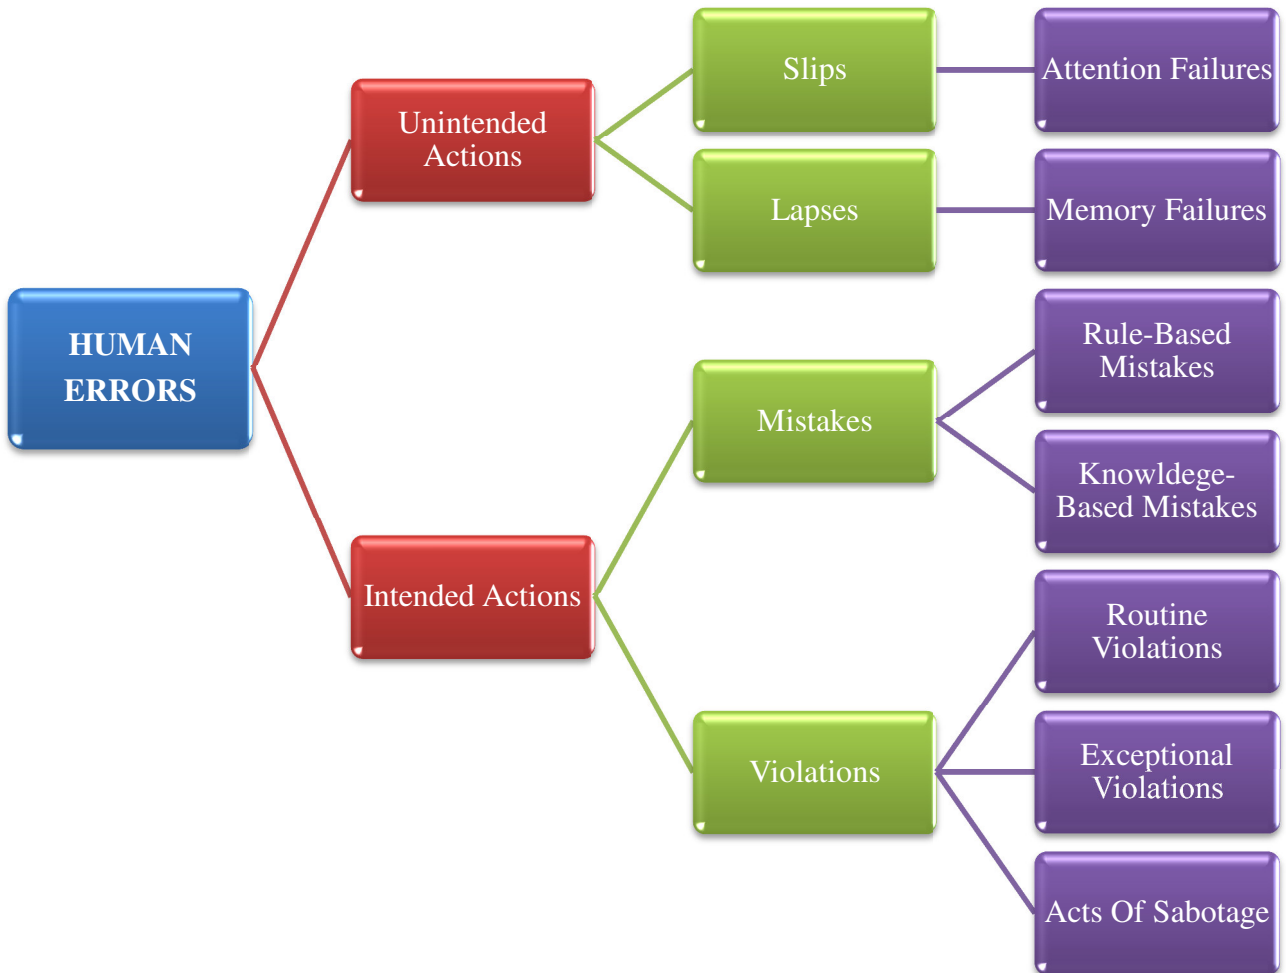 HUMAN
ERRORS
Unintended
Actions
Slips
Attention Failures
Lapses
Memory Failures
Intended Actions
Mistakes
Rule-Based
Mistakes
Knowldege-
Based Mistakes
Violations
Routine
Violations
Exceptional
Violations
Acts Of Sabotage